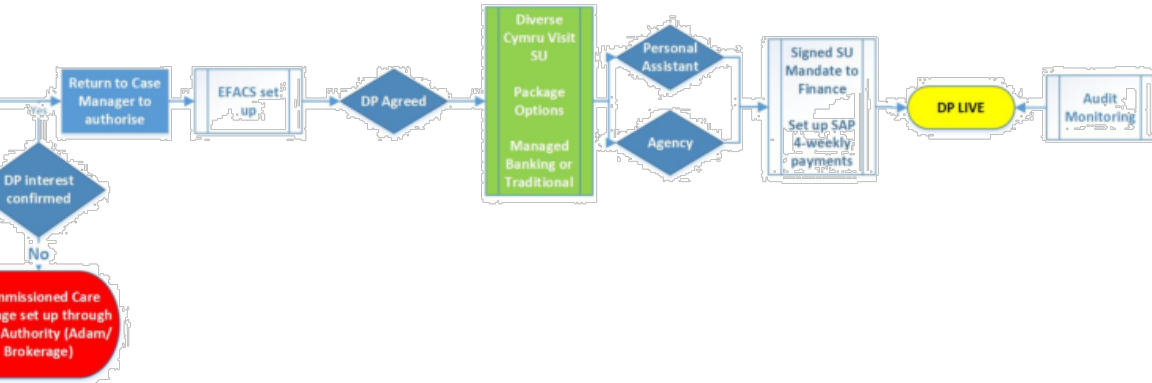 Return to Case
Manager to
authorise
EFACS set
up
DP Agreed
Diverse
Cymru Visit
SU
Package
Options
Managed
Banking or
Traditional
Personal
Assistant
Agency
Signed SU
Mandate to
Finance
Set up SAP
4-weekly
payments
DP LIVE
Audit
Monitoring
Yes
DP interest
confirmed
No
mmissioned Care
ge set up through
Authority (Adam/
Brokerage)